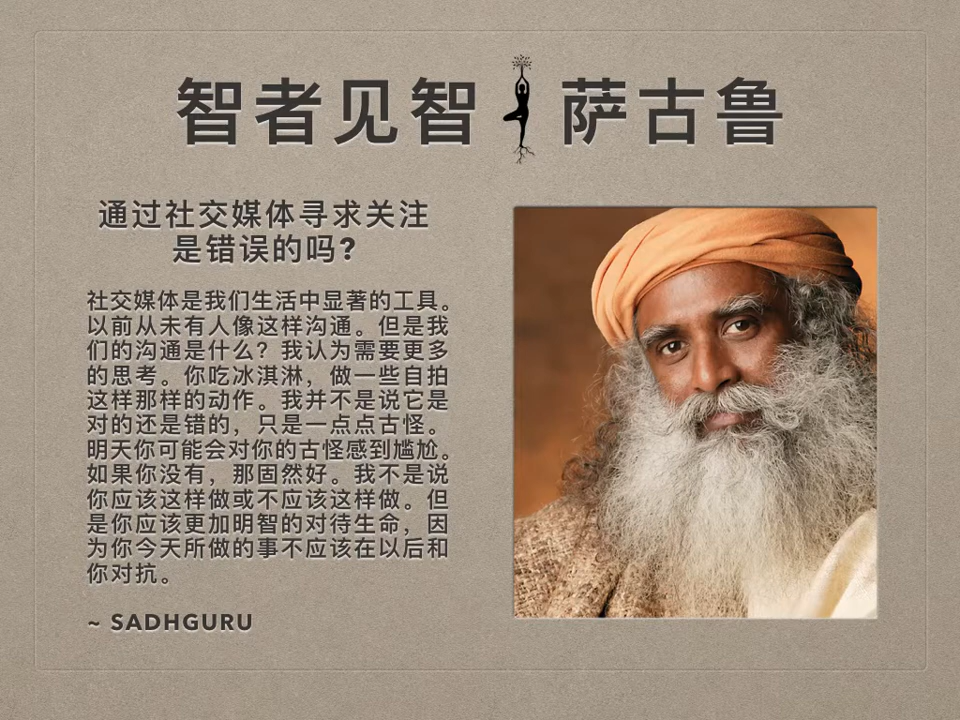 智者见智 萨古鲁
通过社交媒体寻求关注
是错误的吗?
社交媒体是我们生活中显著的工具。
以前从未有人像这样沟通。但是我
们的沟通是什么?我认为需要更多
的思考。你吃冰淇淋，做一些自拍
这样那样的动作。我并不是说它是
对的还是错的，只是一点点古怪。
明天你可能会对你的古怪感到尴尬。
如果你没有，那固然好。我不是说
你应该这样做或不应该这样做。但
是你应该更加明智的对待生命，因
为你今天所做的事不应该在以后和
你对抗。
~ SADHGURU